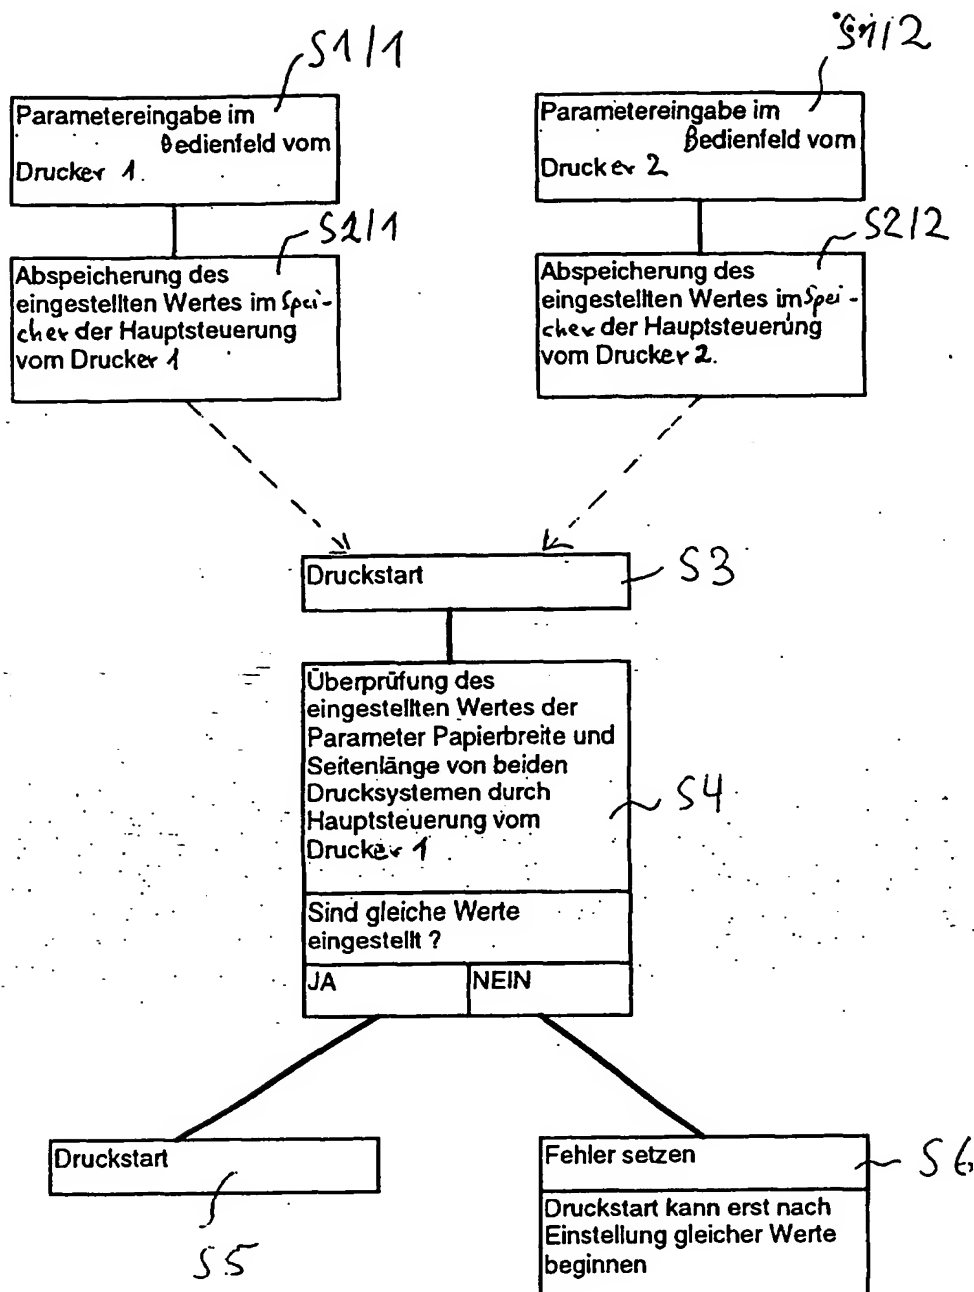 S1/1
S1/2
Parametereingabe im
Bedienfeld vom
Drucker 1.
Parametereingabe im
Bedienfeld vom
Drucker 2
S2/1
S2/2
Abspeicherung des
eingestellten Wertes im Spei-
cher der Hauptsteuerung
vom Drucker 1
Abspeicherung des
eingestellten Wertes im Spei-
cher der Hauptsteuerung
vom Drucker 2.
Druckstart
S3
Überprüfung des
eingestellten Wertes der
Parameter Papierbreite und
Seitenlänge von beiden
Drucksystemen durch
Hauptsteuerung vom
Drucker 1
S4
Sind gleiche Werte
eingestellt ?
JA
NEIN
Druckstart
S5
Fehler setzen
S6
Druckstart kann erst nach
Einstellung gleicher Werte
beginnen